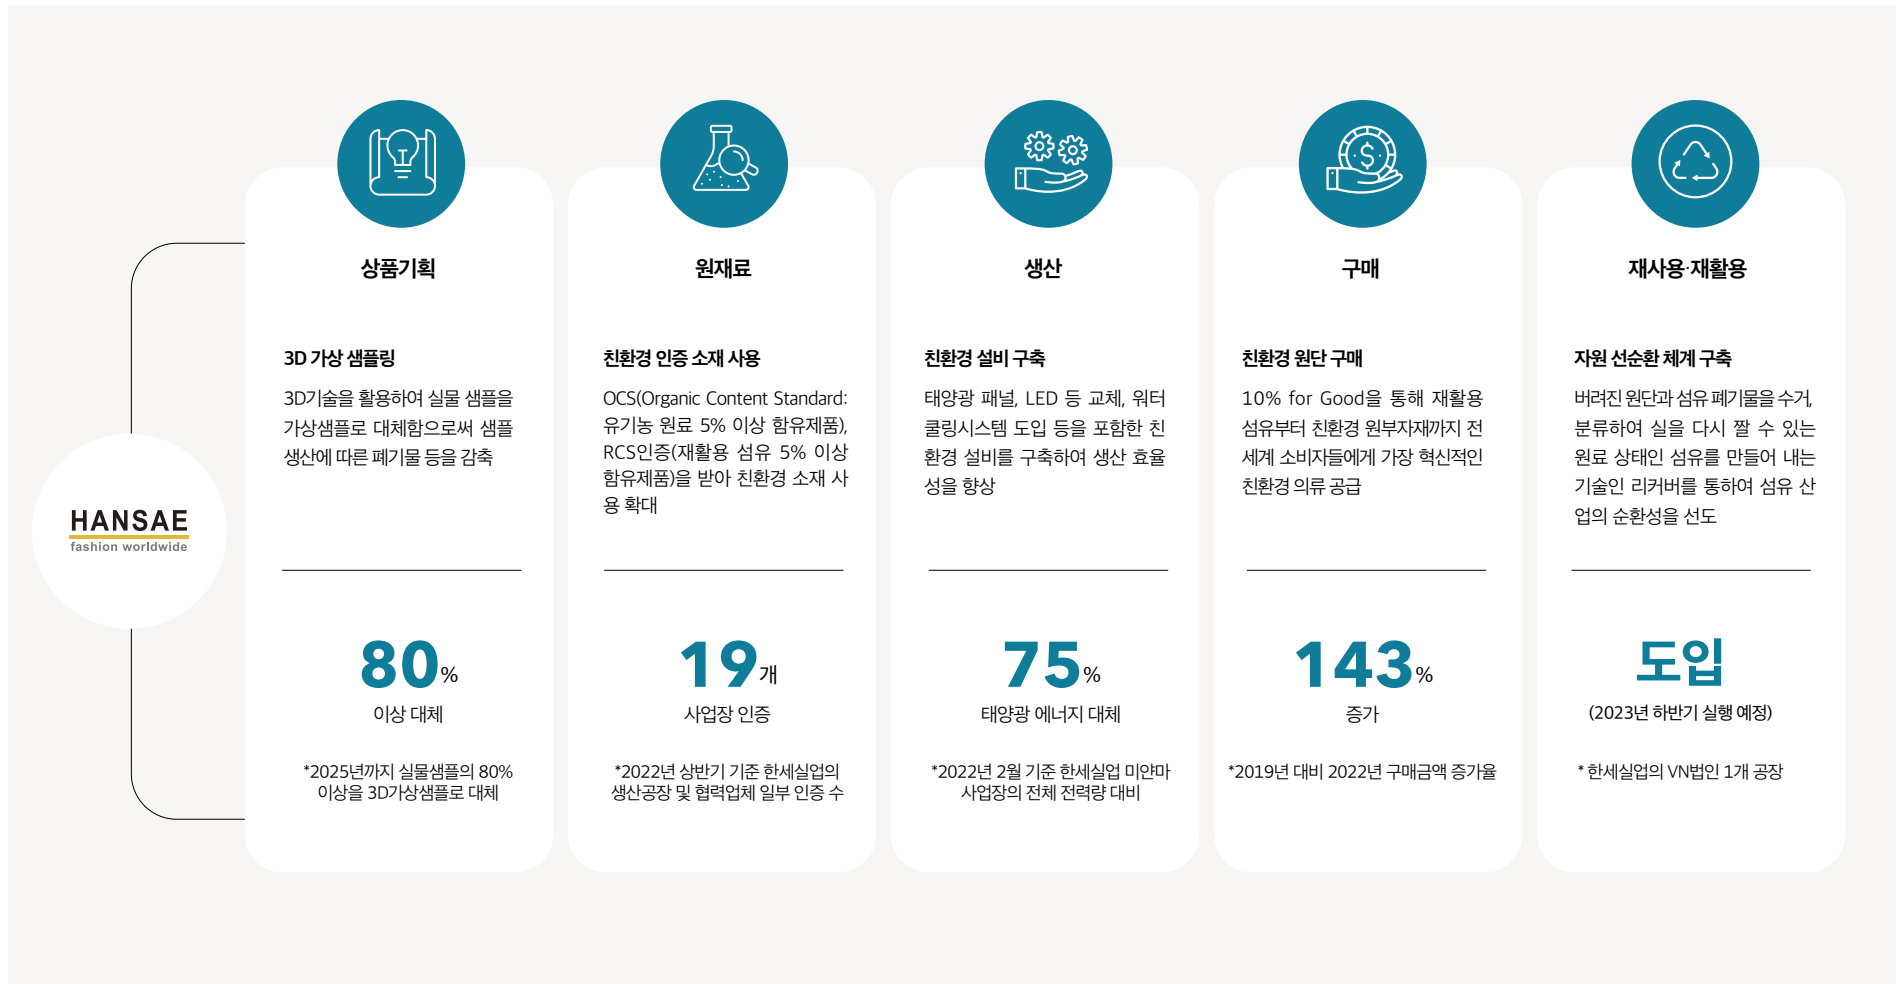 HANSAE
fashion worldwide
상품기획
3D 가상 샘플링
3D기술을 활용하여 실물 샘플을
가상샘플로 대체함으로써 샘플
생산에 따른 폐기물 등을 감축
80%
이상 대체
*2025년까지 실물샘플의 80%
이상을 3D가상샘플로 대체
원재료
친환경 인증 소재 사용
OCS(Organic Content Standard:
유기농 원료 5% 이상 함유제품),
RCS인증(재활용 섬유 5% 이상
함유제품)을 받아 친환경 소재 사
용 확대
19개
사업장 인증
*2022년 상반기 기준 한세실업의
생산공장 및 협력업체 일부 인증 수
생산
친환경 설비 구축
태양광 패널, LED 등 교체, 워터
쿨링시스템 도입 등을 포함한 친
환경 설비를 구축하여 생산 효율
성을 향상
75%
태양광 에너지 대체
*2022년 2월 기준 한세실업 미얀마
사업장의 전체 전력량 대비
구매
친환경 원단 구매
10% for Good을 통해 재활용
섬유부터 친환경 원부자재까지 전
세계 소비자들에게 가장 혁신적인
친환경 의류 공급
143%
증가
*2019년 대비 2022년 구매금액 증가율
재사용·재활용
자원 선순환 체계 구축
버려진 원단과 섬유 폐기물을 수거,
분류하여 실을 다시 짤 수 있는
원료 상태인 섬유를 만들어 내는
기술인 리커버를 통하여 섬유 산
업의 순환성을 선도
도입
(2023년 하반기 실행 예정)
* 한세실업의 VN법인 1개 공장